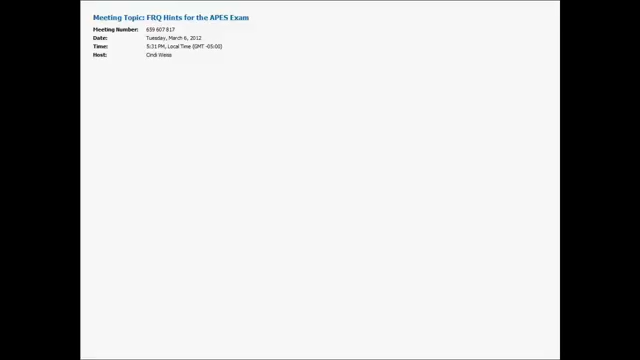 Meeting Topic: FRQ Hints for the APES Exam
Meeting Number: 639 607 817
Date: Tuesday, March 6, 2012
Time: 5:31 PM, Local Time (GMT -05:00)
Host: Cindi Weiss